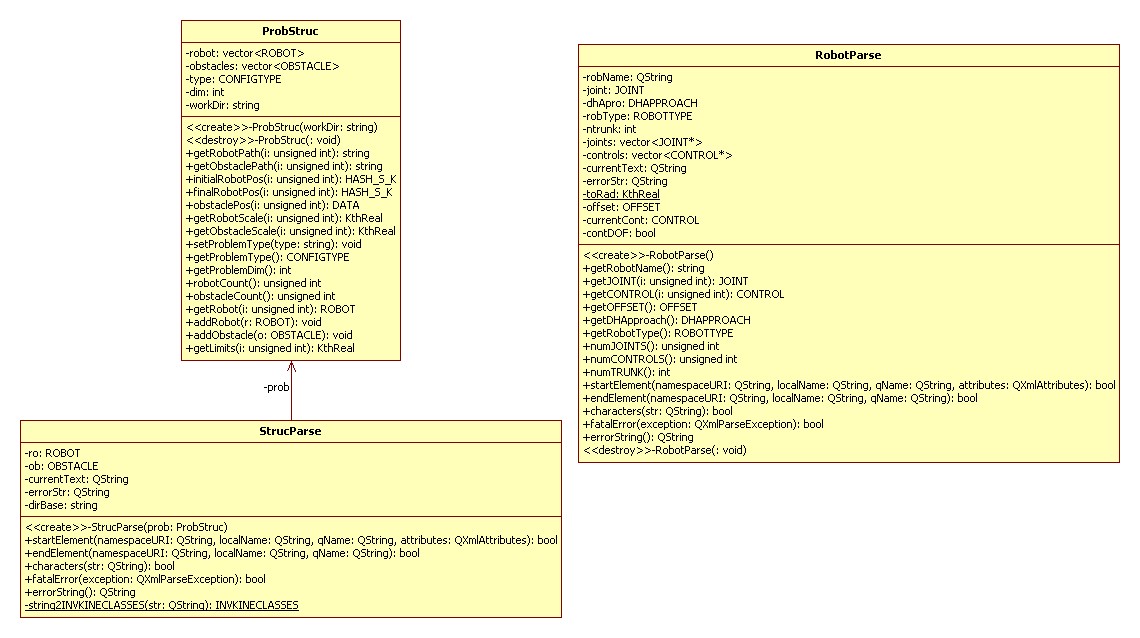 ProbStruc
-robot: vector<ROBOT>
-obstacles: vector<OBSTACLE>
-type: CONFIGTYPE
-dim: int
-workDir: string
<<create>>-ProbStruc(workDir: string)
<<destroy>>-ProbStruc(: void)
+getRobotPath(i: unsigned int): string
+getObstaclePath(i: unsigned int): string
+initialRobotPos(i: unsigned int): HASH_S_K
+finalRobotPos(i: unsigned int): HASH_S_K
+obstaclePos(i: unsigned int): DATA
+getRobotScale(i: unsigned int): KthReal
+getObstacleScale(i: unsigned int): KthReal
+setProblemType(type: string): void
+getProblemType(): CONFIGTYPE
+getProblemDim(): int
+robotCount(): unsigned int
+obstacleCount(): unsigned int
+getRobot(i: unsigned int): ROBOT
+addRobot(r: ROBOT): void
+addObstacle(o: OBSTACLE): void
+getLimits(i: unsigned int): KthReal
-prob
StrucParse
-ro: ROBOT
-ob: OBSTACLE
-currentText: QString
-errorStr: QString
-dirBase: string
<<create>>-StrucParse(prob: ProbStruc)
+startElement(namespaceURI: QString, localName: QString, qName: QString, attributes: QXmlAttributes): bool
+endElement(namespaceURI: QString, localName: QString, qName: QString): bool
+characters(str: QString): bool
+fatalError(exception: QXmlParseException): bool
+errorString(): QString
-string2INVKINECLASSES(str: QString): INVKINECLASSES
RobotParse
-robName: QString
-joint: JOINT
-dhApro: DHAPPROACH
-robType: ROBOTTYPE
-ntrunk: int
-joints: vector<JOINT*>
-controls: vector<CONTROL*>
-currentText: QString
-errorStr: QString
-toRad: KthReal
-offset: OFFSET
-currentCont: CONTROL
-contDOF: bool
<<create>>-RobotParse()
+getRobotName(): string
+getJOINT(i: unsigned int): JOINT
+getCONTROL(i: unsigned int): CONTROL
+getOFFSET(): OFFSET
+getDHApproach(): DHAPPROACH
+getRobotType(): ROBOTTYPE
+numJOINTS(): unsigned int
+numCONTROLS(): unsigned int
+numTRUNK(): int
+startElement(namespaceURI: QString, localName: QString, qName: QString, attributes: QXmlAttributes): bool
+endElement(namespaceURI: QString, localName: QString, qName: QString): bool
+characters(str: QString): bool
+fatalError(exception: QXmlParseException): bool
+errorString(): QString
<<destroy>>-RobotParse(: void)